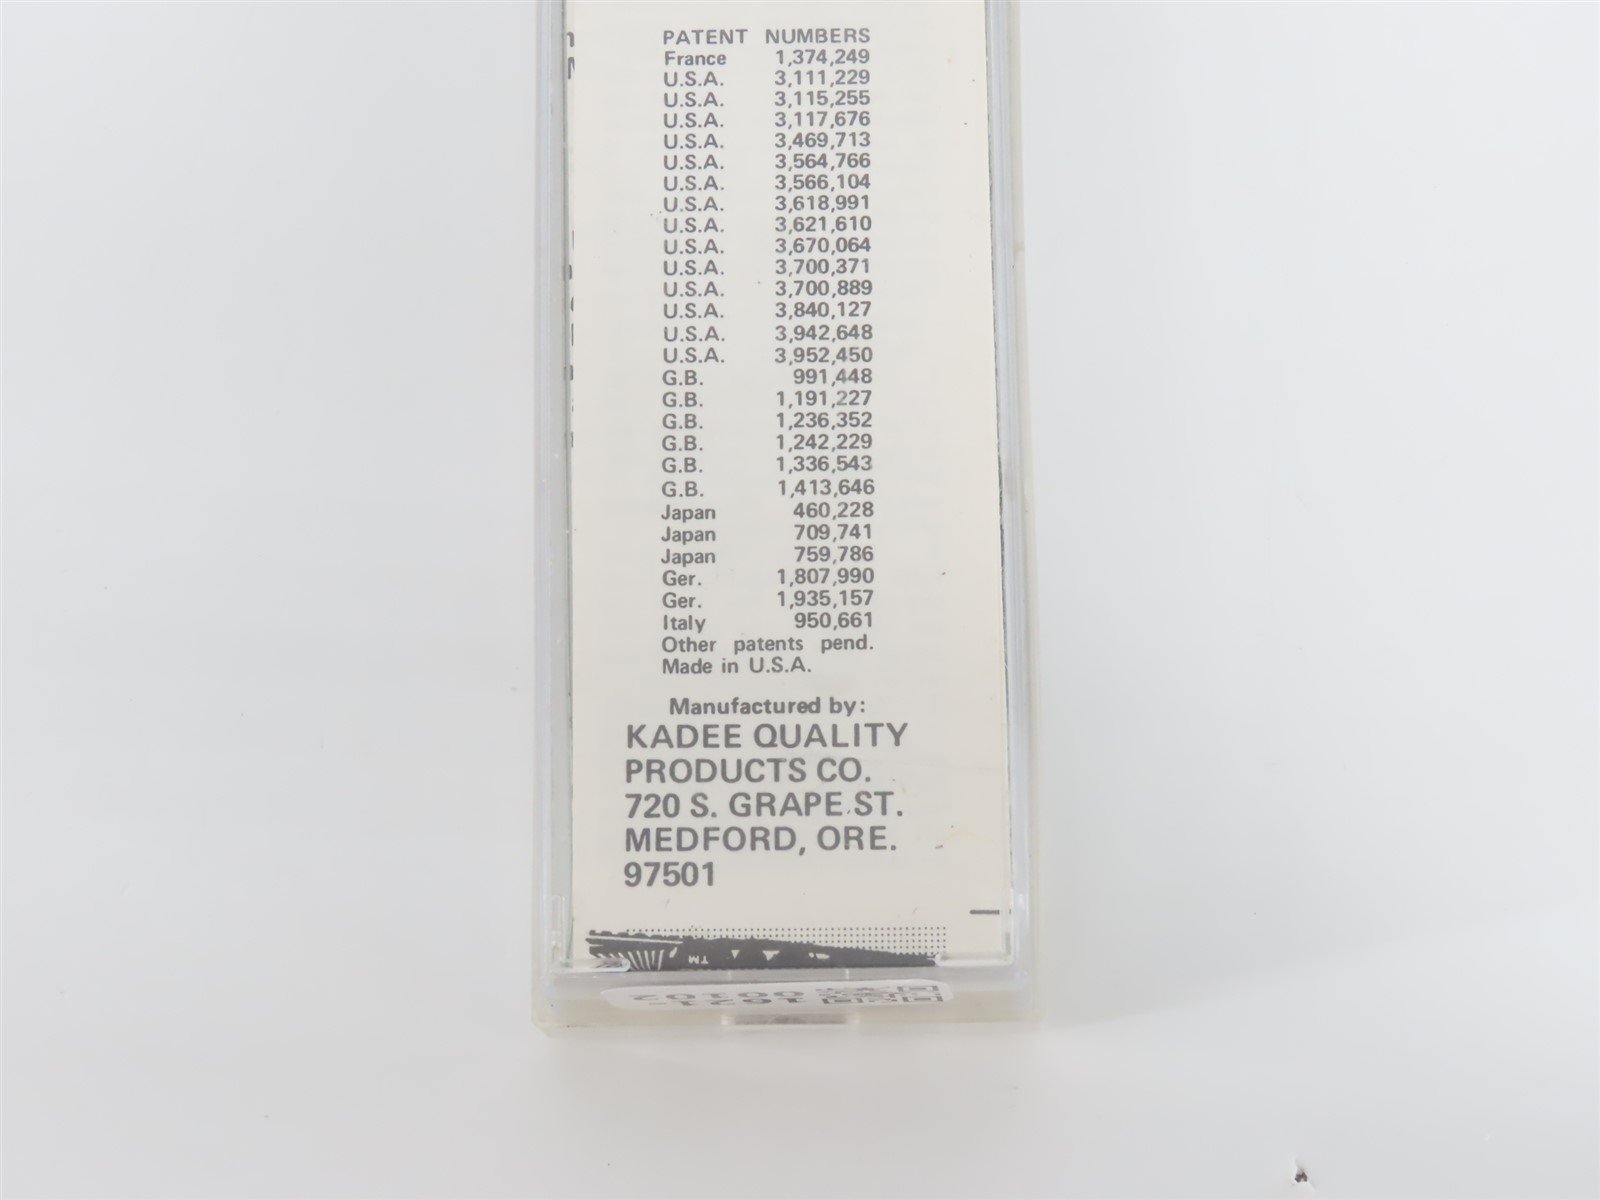 PATENT NUMBERS
France 1,374,249
U.S.A. 3,111,229
U.S.A. 3,115,255
U.S.A. 3,117,676
U.S.A. 3,469,713
U.S.A. 3,564,766
U.S.A. 3,566,104
U.S.A. 3,618,991
U.S.A. 3,621,610
U.S.A. 3,670,064
U.S.A. 3,700,371
U.S.A. 3,700,889
U.S.A. 3,840,127
U.S.A. 3,942,648
U.S.A. 3,952,450
G.B. 991,448
G.B. 1,191,227
G.B. 1,236,352
G.B. 1,242,229
G.B. 1,336,543
G.B. 1,413,646
Japan 460,228
Japan 709,741
Japan 759,786
Ger. 1,807,990
Ger. 1,935,157
Italy 950,661
Other patents pend.
Made in U.S.A.
Manufactured by:
KADEE QUALITY
PRODUCTS CO.
720 S. GRAPE ST.
MEDFORD, ORE.
97501
TM